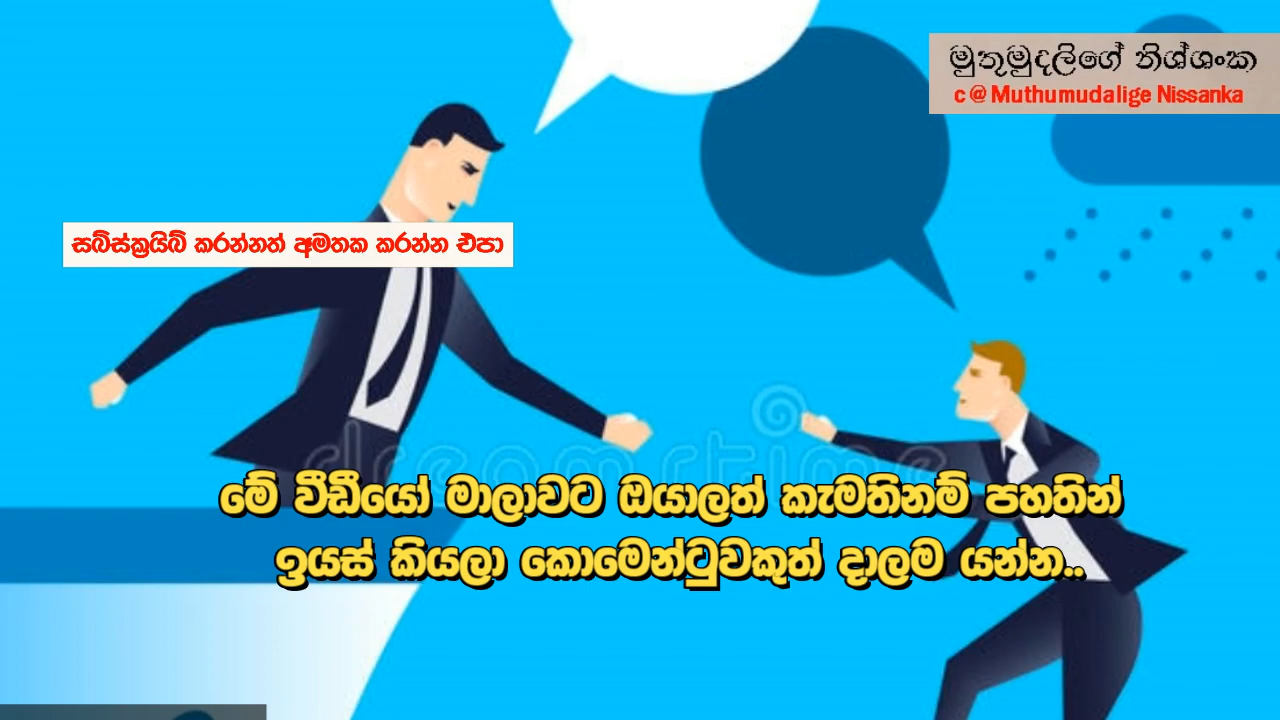 මුතුමුදලිගේ නිශ්ශංක
c@Muthumudalige Nissanka
සබ්ස්ක්‍රයිබ් කරන්නත් අමතක කරන්න එපා
dreamstime
මේ වීඩීයෝ මාලාවට ඔයාලත් කැමතිනම් පහතින්
ඉයස් කියලා කොමෙන්ටුවකුත් දාලම යන්න..